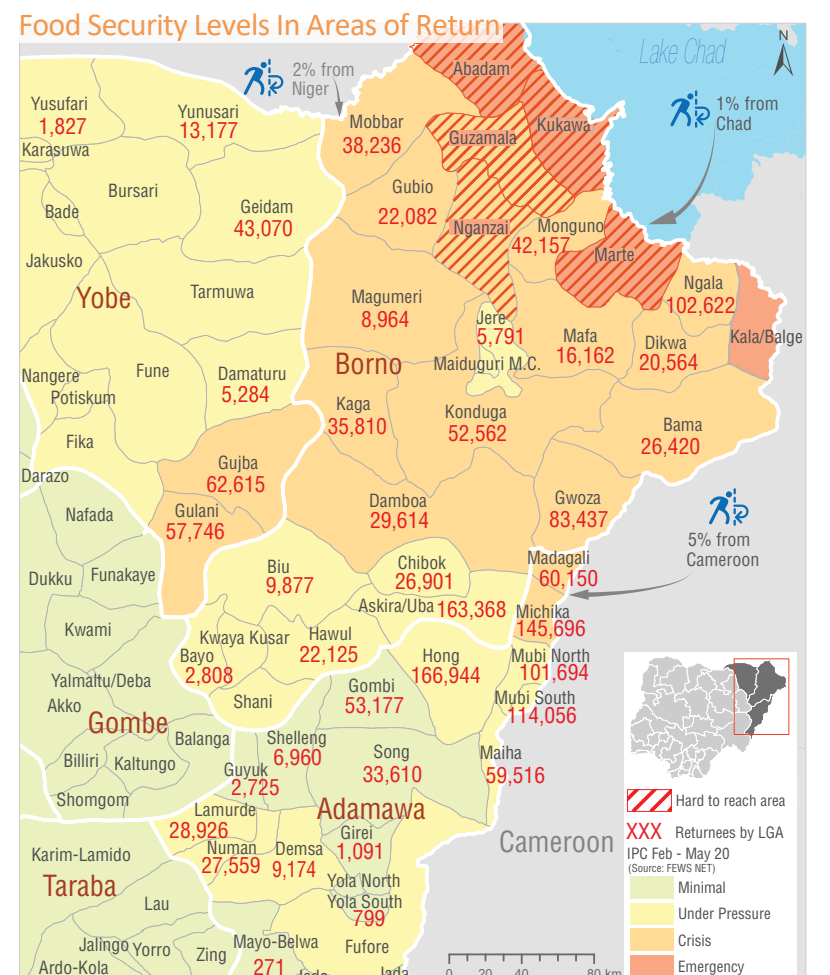 Food Security Levels In Areas of Return
N
Lake Chad
2% from
Niger
1% from
Chad
Abadam
Yusufari
1,827
Yunusari
13,177
Mobbar
38,236
Guzamala
Kukawa
Karasuwa
Bursari
Gubio
22,082
Bade
Geidam
43,070
Nganzai
Monguno
42,157
Marte
Jakusko
Yobe
Tarmuwa
Magumeri
8,964
Ngala
102,622
Jere
5,791
Mafa
16,162
Dikwa
20,564
Kala/Balge
Borno
Maiduguri M.C.
Nangere
Potiskum
Fune
Damaturu
5,284
Kaga
35,810
Konduga
52,562
Bama
26,420
Fika
Gujba
62,615
Darazo
Nafada
Gulani
57,746
Damboa
29,614
Gwoza
83,437
5% from
Cameroon
Dukku
Funakaye
Biu
9,877
Chibok
26,901
Madagali
60,150
Askira/Uba 163,368
Michika
145,696
Kwami
Kwaya Kusar
Hawul
22,125
Bayo
2,808
Hong
166,944
Mubi North
101,694
Yalmaltu/Deba
Akko
Shani
Gombi
53,177
Mubi South
114,056
Gombe
Balanga
Shelleng
6,960
Song
33,610
Maiha
59,516
Billiri
Kaltungo
Guyuk
2,725
Shomgom
Lamurde
28,926
Adamawa
Cameroon
Girei
1,091
Karim-Lamido
Numan
27,559
Demsa
9,174
Taraba
Yola North
Yola South
799
Lau
Jalingo
Yorro
Zing
Mayo-Belwa
271
Fufore
Ardo-Kola
Jada
Hard to reach area
XXX Returnees by LGA
IPC Feb - May 20
(Source: FEWS NET)
Minimal
Under Pressure
Crisis
Emergency
0 20 40 80 km